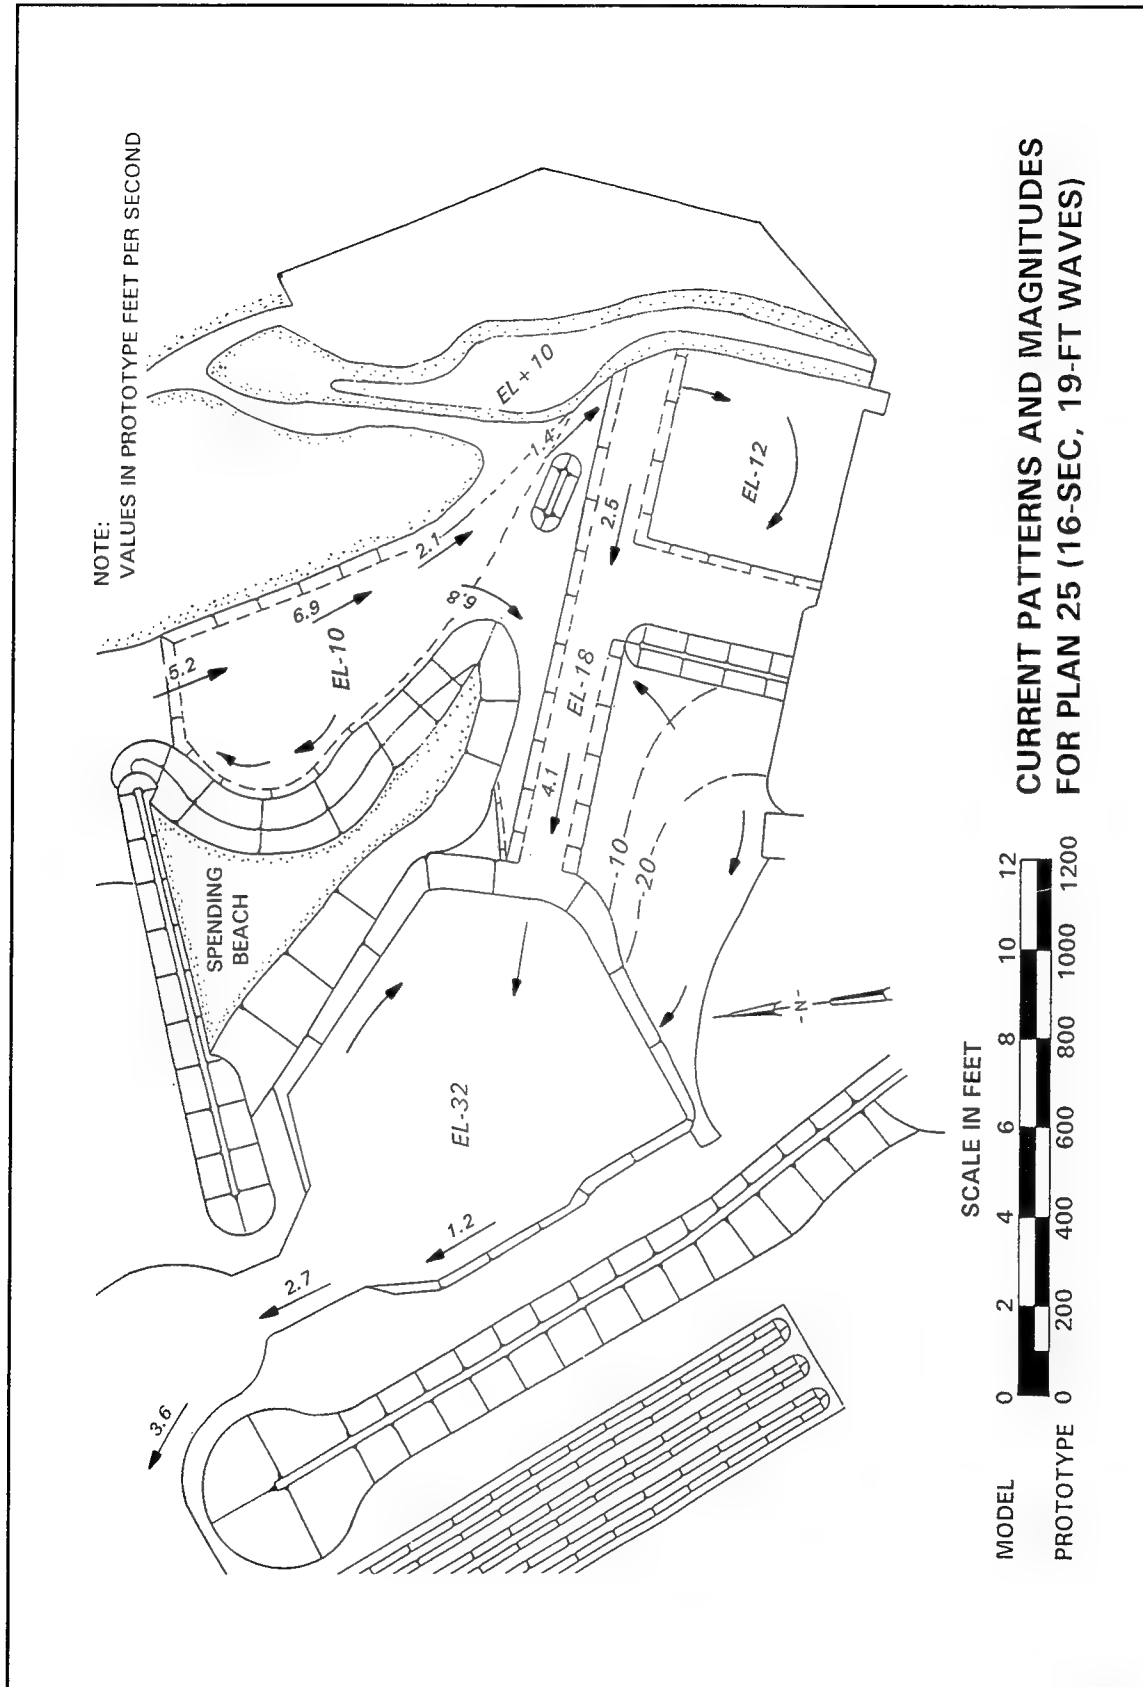 NOTE:
VALUES IN PROTOTYPE FEET PER SECOND
5.2
6.9
2.1
1.4
6.8
2.5
4.1
1.2
2.7
3.6
EL-10
EL+10
EL-12
EL-18
EL-32
SPENDING
BEACH
-10
-20
-N-
SCALE IN FEET
MODEL 0 2 4 6 8 10 12
PROTOTYPE 0 200 400 600 800 1000 1200
CURRENT PATTERNS AND MAGNITUDES
FOR PLAN 25 (16-SEC, 19-FT WAVES)